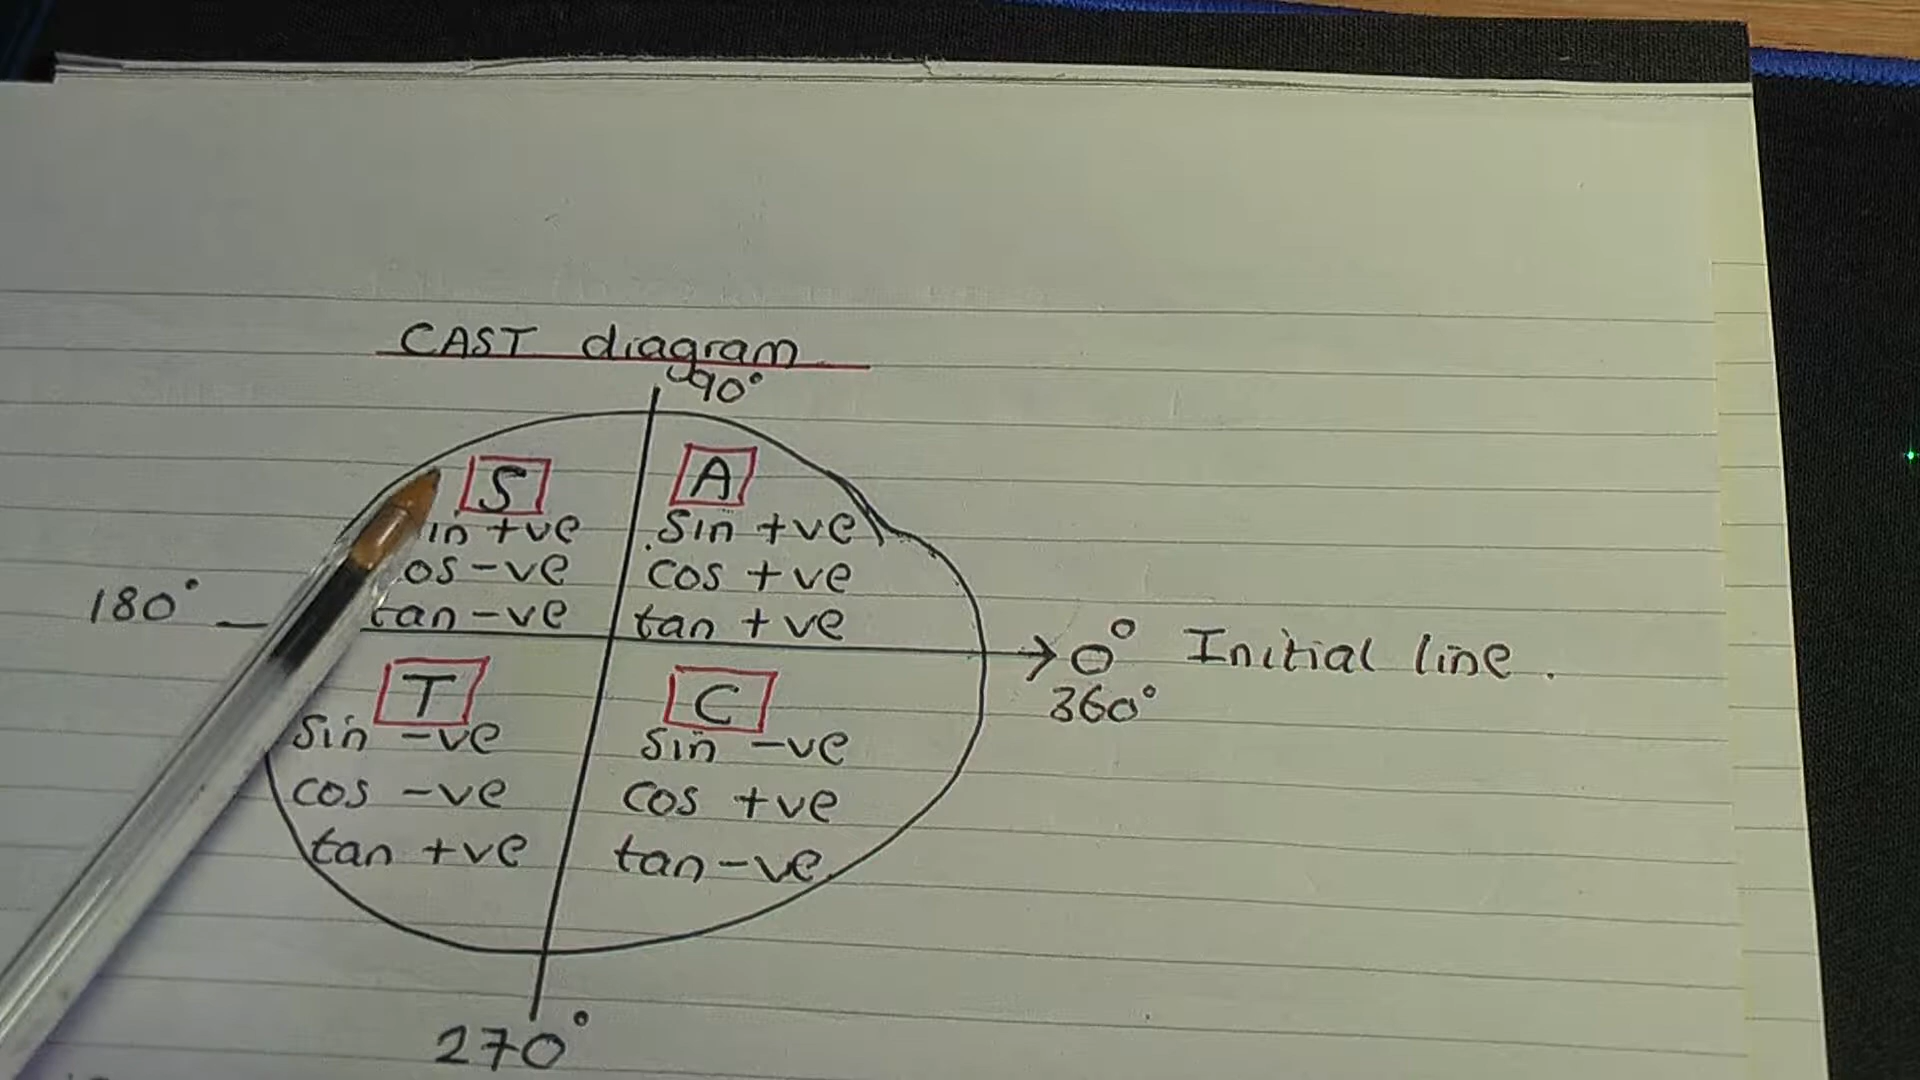 CAST diagram
90°
S A
in +ve sin +ve
os -ve cos +ve
180° tan -ve tan +ve 0° Initial line.
360°
T C
sin -ve sin -ve
cos -ve cos +ve
tan +ve tan -ve
270°